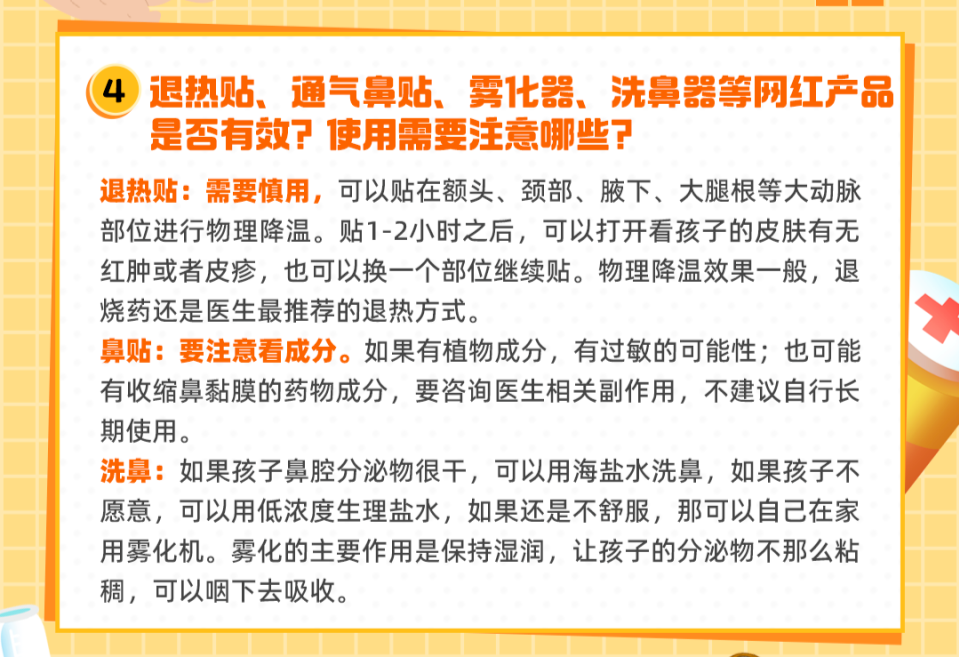 4 退热贴、通气鼻贴、雾化器、洗鼻器等网红产品
是否有效？使用需要注意哪些？
退热贴：需要慎用，可以贴在额头、颈部、腋下、大腿根等大动脉
部位进行物理降温。贴1-2小时之后，可以打开看孩子的皮肤有无
红肿或者皮疹，也可以换一个部位继续贴。物理降温效果一般，退
烧药还是医生最推荐的退热方式。
鼻贴：要注意看成分。如果有植物成分，有过敏的可能性；也可能
有收缩鼻黏膜的药物成分，要咨询医生相关副作用，不建议自行长
期使用。
洗鼻：如果孩子鼻腔分泌物很干，可以用海盐水洗鼻，如果孩子不
愿意，可以用低浓度生理盐水，如果还是不舒服，那可以自己在家
用雾化机。雾化的主要作用是保持湿润，让孩子的分泌物不那么粘
稠，可以咽下去吸收。